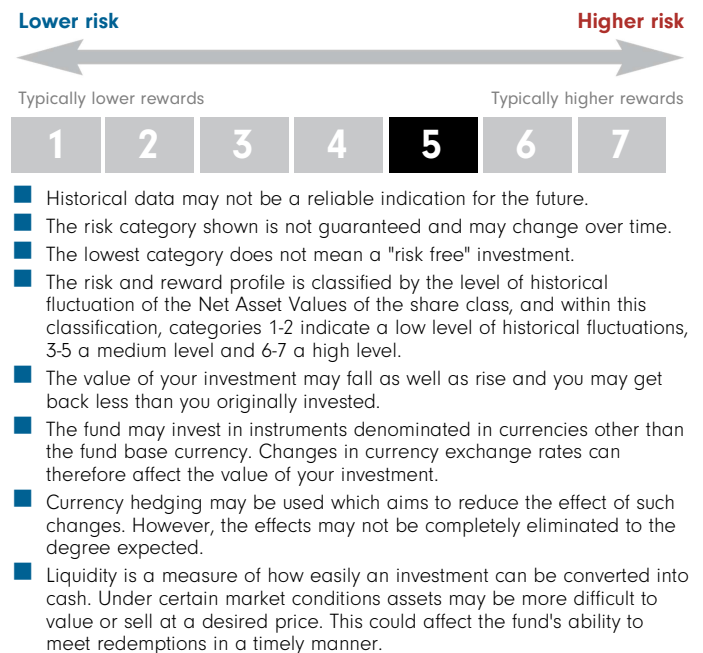 Lower risk Higher risk
Typically lower rewards Typically higher rewards
1 2 3 4 5 6 7
Historical data may not be a reliable indication for the future.
The risk category shown is not guaranteed and may change over time.
The lowest category does not mean a "risk free" investment.
The risk and reward profile is classified by the level of historical
fluctuation of the Net Asset Values of the share class, and within this
classification, categories 1-2 indicate a low level of historical fluctuations,
3-5 a medium level and 6-7 a high level.
The value of your investment may fall as well as rise and you may get
back less than you originally invested.
The fund may invest in instruments denominated in currencies other than
the fund base currency. Changes in currency exchange rates can
therefore affect the value of your investment.
Currency hedging may be used which aims to reduce the effect of such
changes. However, the effects may not be completely eliminated to the
degree expected.
Liquidity is a measure of how easily an investment can be converted into
cash. Under certain market conditions assets may be more difficult to
value or sell at a desired price. This could affect the fund's ability to
meet redemptions in a timely manner.